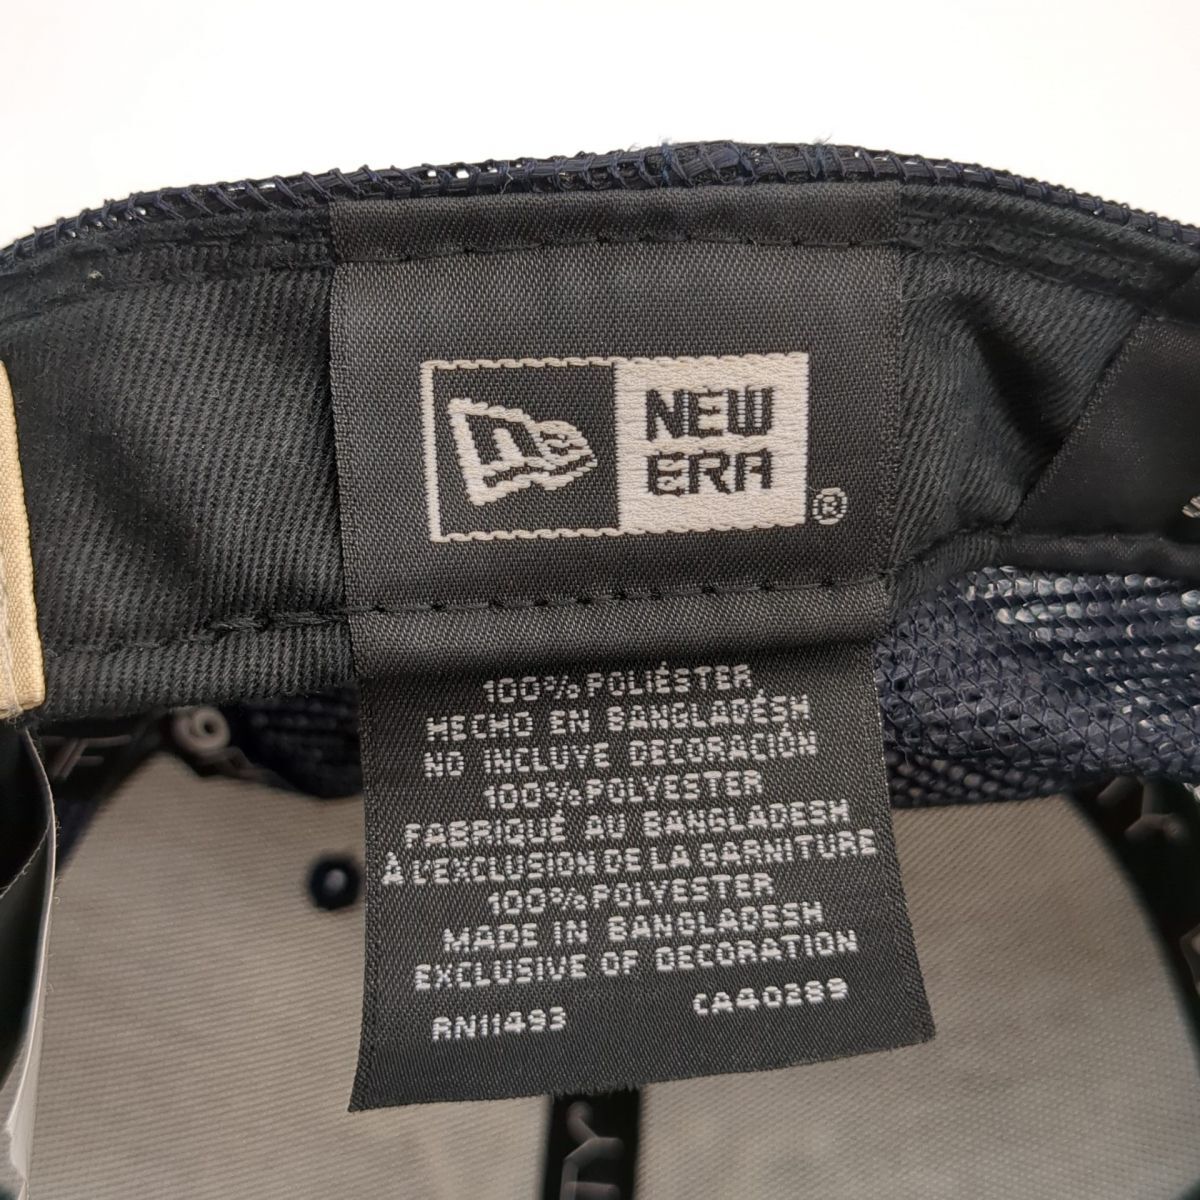 NEW
ERA
®
100% POLIÉSTER
HECHO EN BANGLADÉSH
NO INCLUYE DECORACIÓN
100% POLYESTER
FABRIQUÉ AU BANGLADESH
À L'EXCLUSION DE LA GARNITURE
100% POLYESTER
MADE IN BANGLADESH
EXCLUSIVE OF DECORATION
RN11493 CA40289